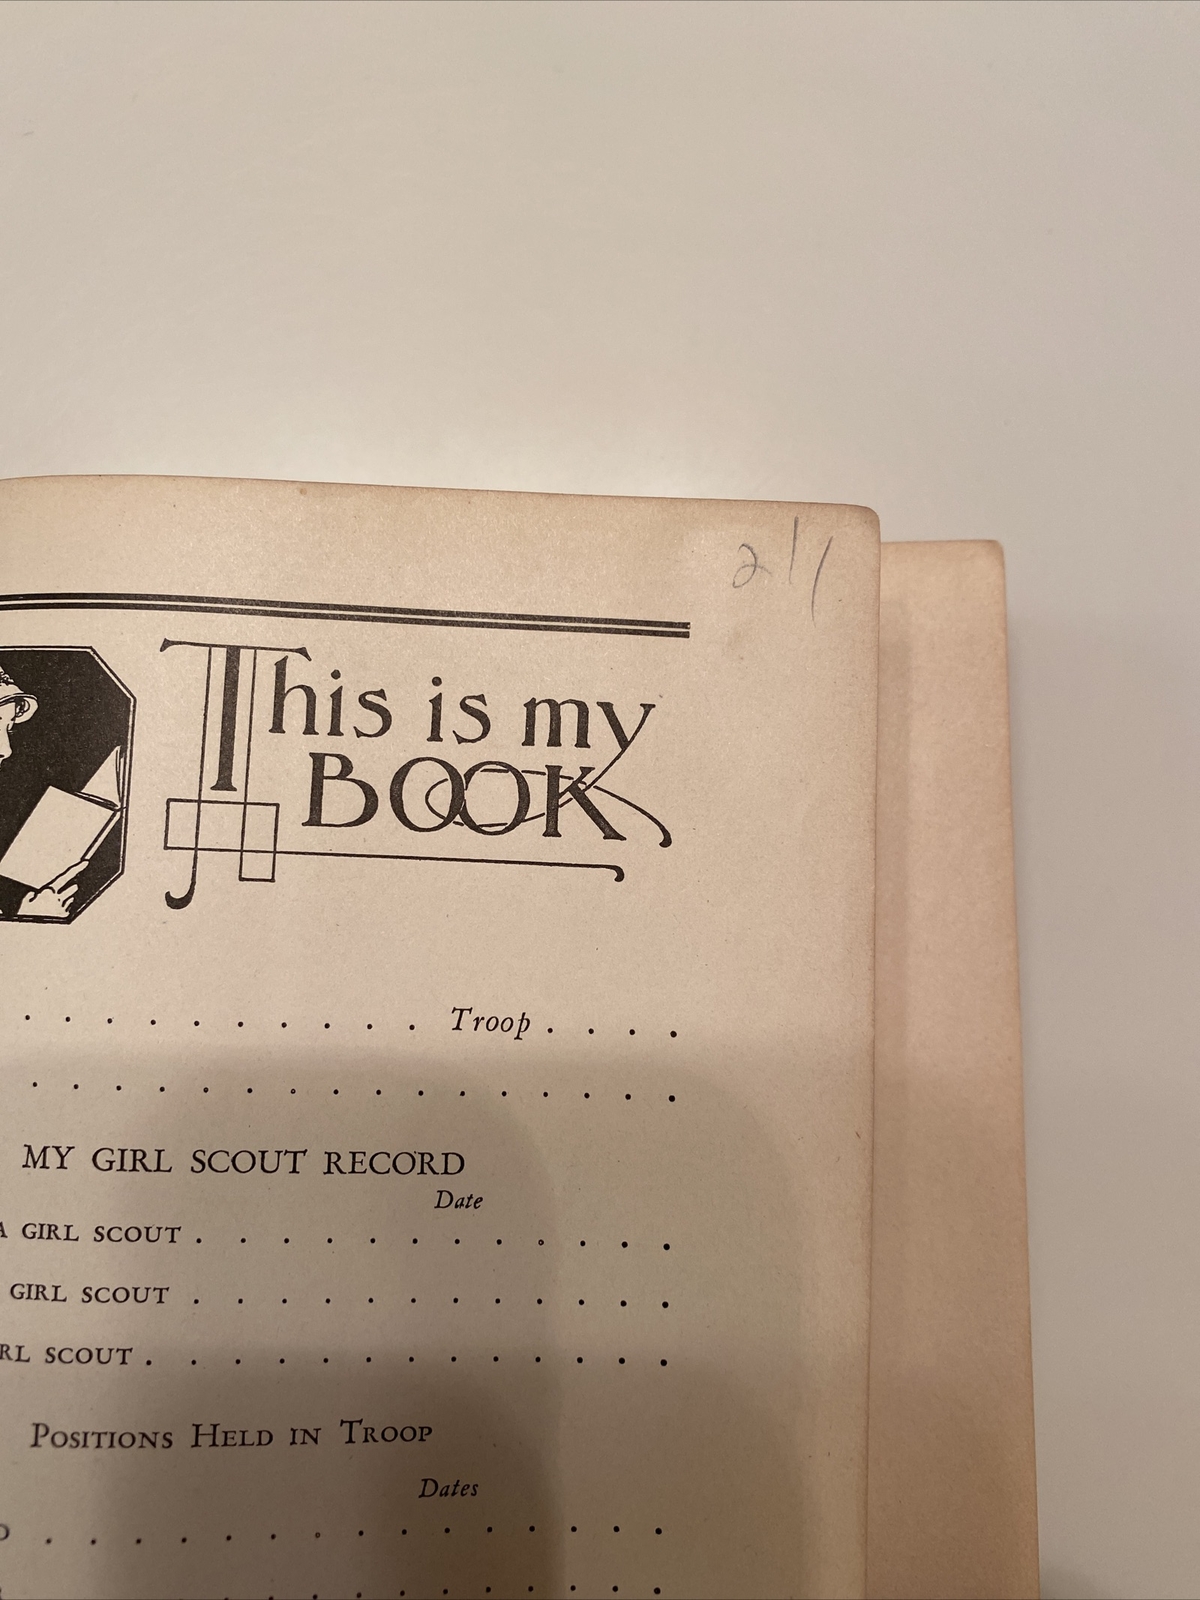 2/1
This is my
BOOK
. . . . . . . . . . Troop . . . .
. . . . . . . . . . . . . . . .
MY GIRL SCOUT RECORD
Date
A GIRL SCOUT . . . . . . . . . . . .
GIRL SCOUT . . . . . . . . . . . .
RL SCOUT . . . . . . . . . . . . .
POSITIONS HELD IN TROOP
Dates